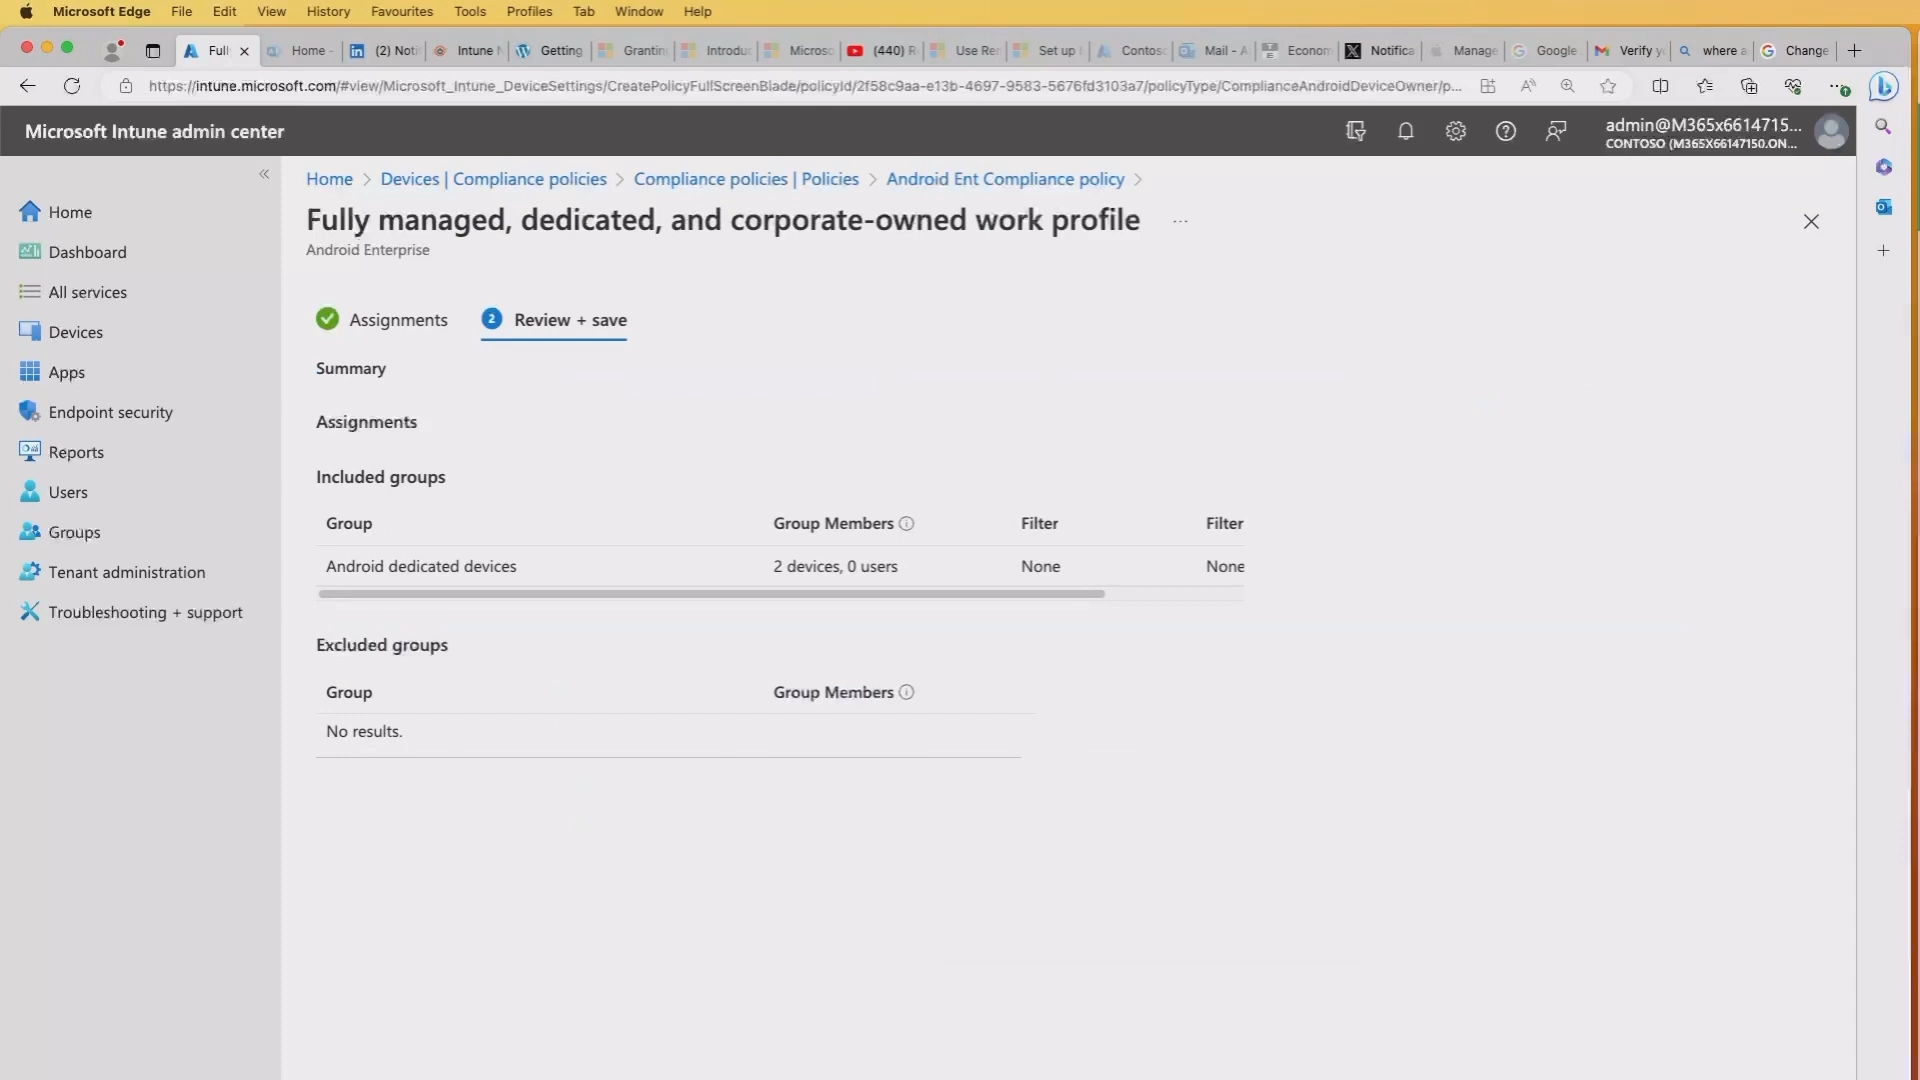 Microsoft Edge File Edit View History Favourites Tools Profiles Tab Window Help
Full Home - (2) Noti Intune N Getting Grantin Introduc Microso (440) R Use Re Set up Contos Mail - A Econom Notifica Manage Google Verify y where a Change
https://intune.microsoft.com/#view/Microsoft_Intune_DeviceSettings/CreatePolicyFullScreenBlade/policyId/2f58c9aa-e13b-4697-9583-5676fd3103a7/policyType/ComplianceAndroidDeviceOwner/p...
Microsoft Intune admin center
admin@M365x6614715...
CONTOSO (M365X66147150.ON...
Home
Dashboard
All services
Devices
Apps
Endpoint security
Reports
Users
Groups
Tenant administration
Troubleshooting + support
Home > Devices | Compliance policies > Compliance policies | Policies > Android Ent Compliance policy >
Fully managed, dedicated, and corporate-owned work profile ...
Android Enterprise
Assignments 2 Review + save
Summary
Assignments
Included groups
Group Group Members Filter Filter
Android dedicated devices 2 devices, 0 users None None
Excluded groups
Group Group Members
No results.